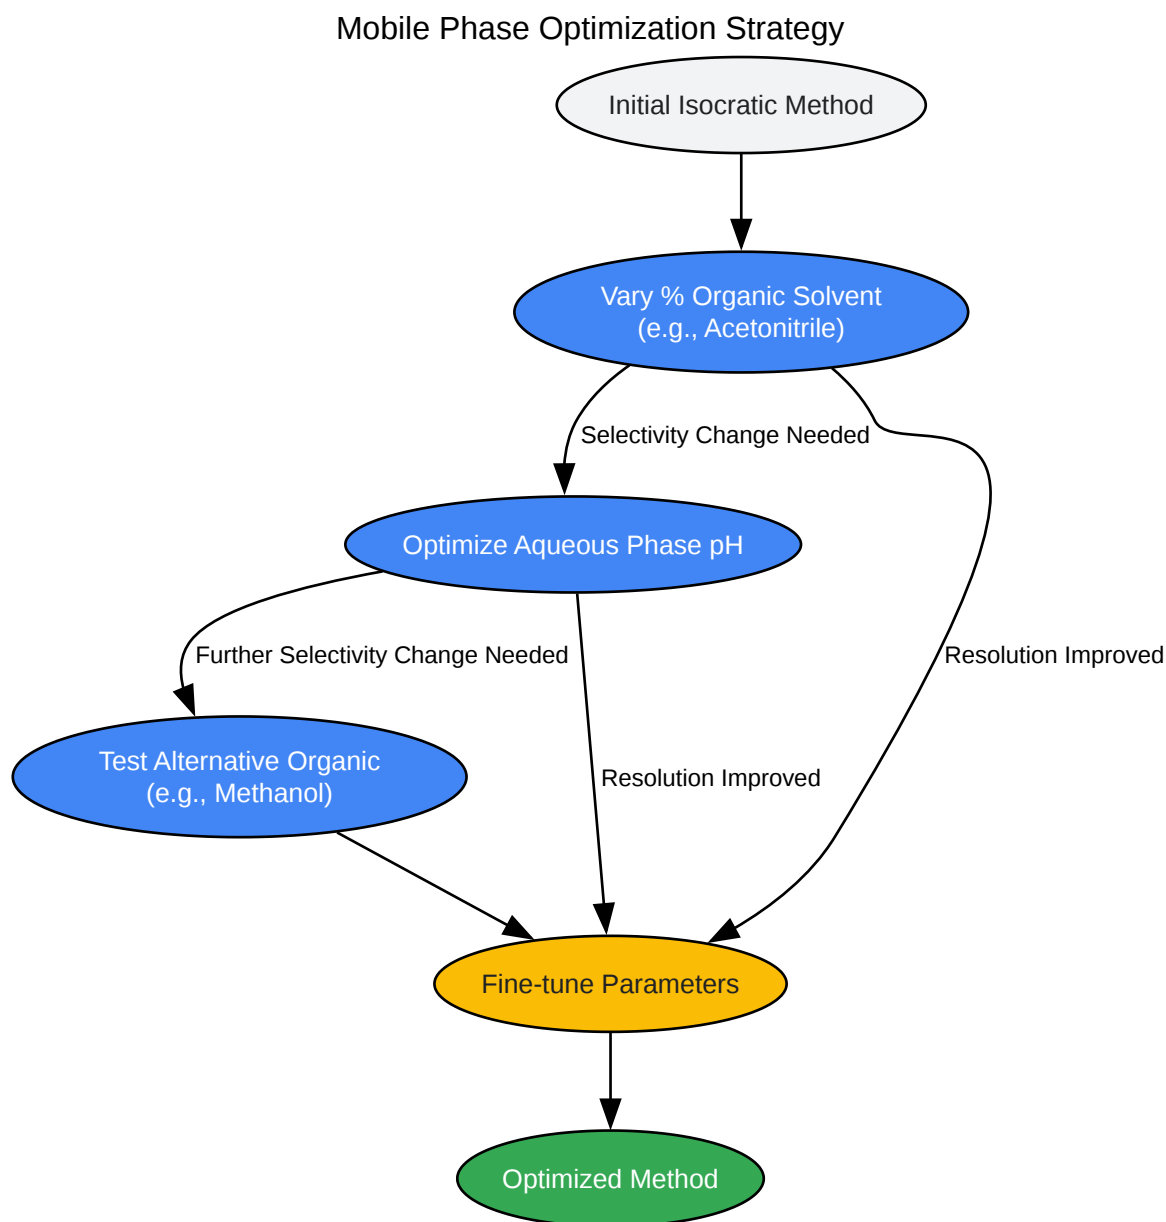 Mobile Phase Optimization Strategy
Initial Isocratic Method
Vary % Organic Solvent
(e.g., Acetonitrile)
Selectivity Change Needed
Optimize Aqueous Phase pH
Further Selectivity Change Needed
Resolution Improved
Test Alternative Organic
(e.g., Methanol)
Resolution Improved
Fine-tune Parameters
Optimized Method